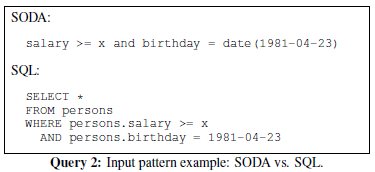 SODA:
salary >= x and birthday = date(1981-04-23)
SQL:
SELECT *
FROM persons
WHERE persons.salary >= x
AND persons.birthday = 1981-04-23
Query 2: Input pattern example: SODA vs. SQL.